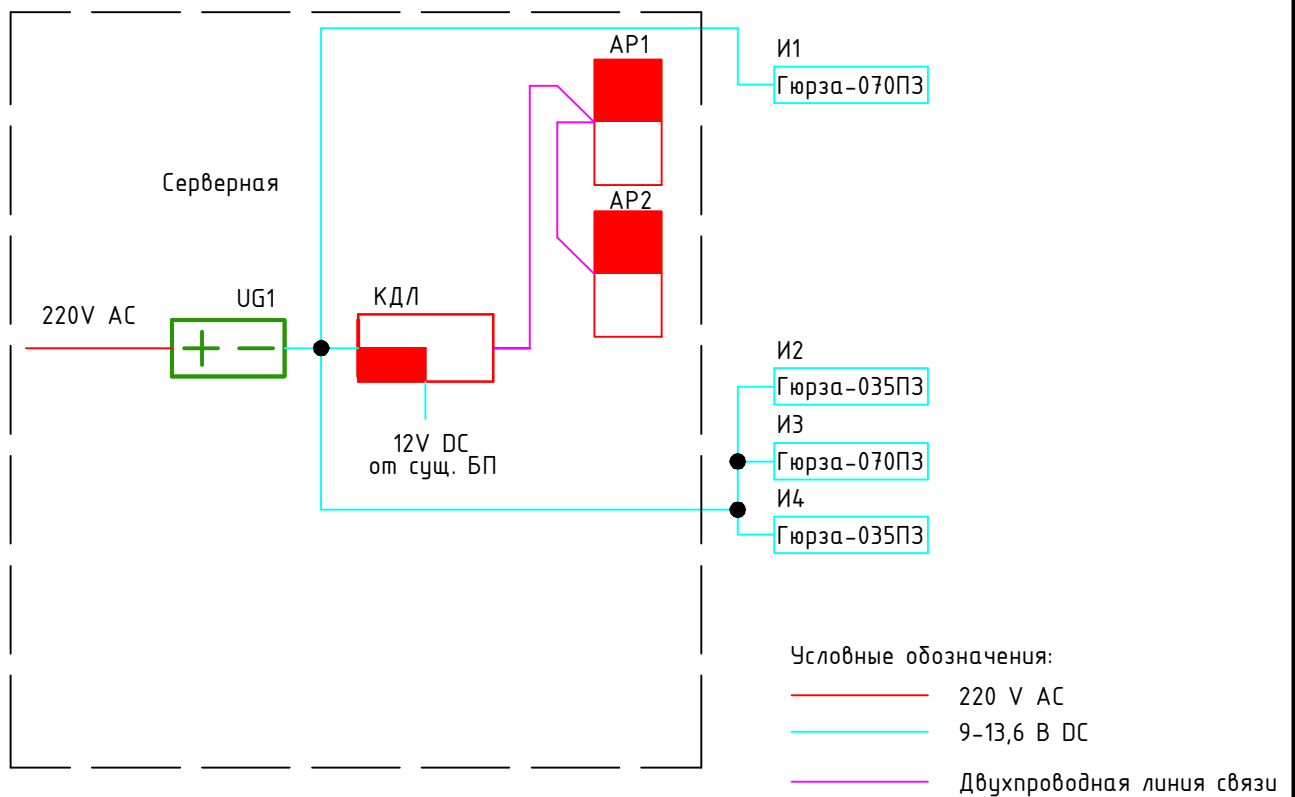 АР1
И1
Гюрза-070ПЗ
Серверная
АР2
220V AC
UG1
КДЛ
И2
Гюрза-035ПЗ
И3
Гюрза-070ПЗ
12V DC
от сущ. БП
И4
Гюрза-035ПЗ
Условные обозначения:
220 V AC
9-13,6 В DC
Двухпроводная линия связи